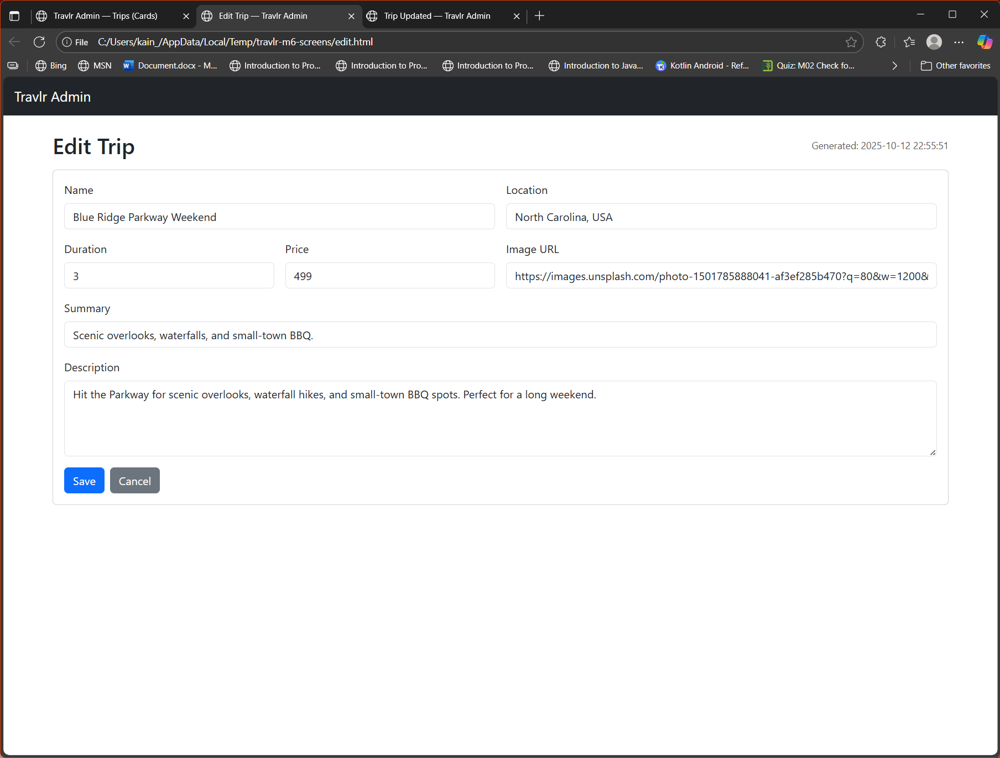 Travlr Admin — Trips (Cards)
Edit Trip — Travlr Admin
Trip Updated — Travlr Admin
File C:/Users/kain_/AppData/Local/Temp/travlr-m6-screens/edit.html
Bing MSN Document.docx - M... Introduction to Pro... Introduction to Pro... Introduction to Pro... Introduction to Java... Kotlin Android - Ref... Quiz: M02 Check fo... Other favorites
Travlr Admin
Edit Trip
Generated: 2025-10-12 22:55:51
Name Location
Blue Ridge Parkway Weekend North Carolina, USA
Duration Price Image URL
3 499 https://images.unsplash.com/photo-1501785888041-af3ef285b470?q=80&w=1200&
Summary
Scenic overlooks, waterfalls, and small-town BBQ.
Description
Hit the Parkway for scenic overlooks, waterfall hikes, and small-town BBQ spots. Perfect for a long weekend.
Save Cancel